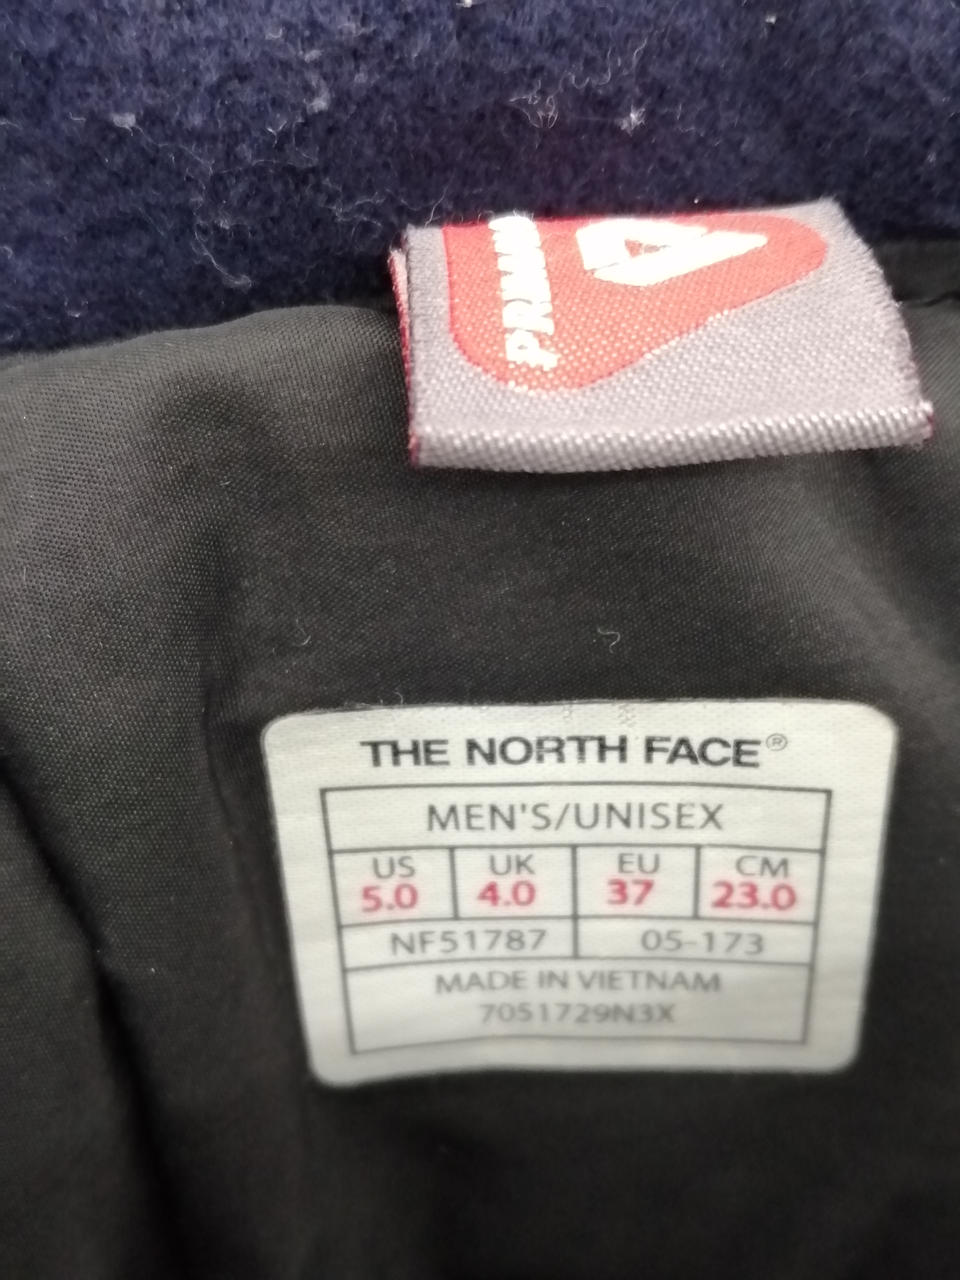 PRIMALO
THE NORTH FACE®
MEN'S/UNISEX
US UK EU CM
5.0 4.0 37 23.0
NF51787 05-173
MADE IN VIETNAM
7051729N3X